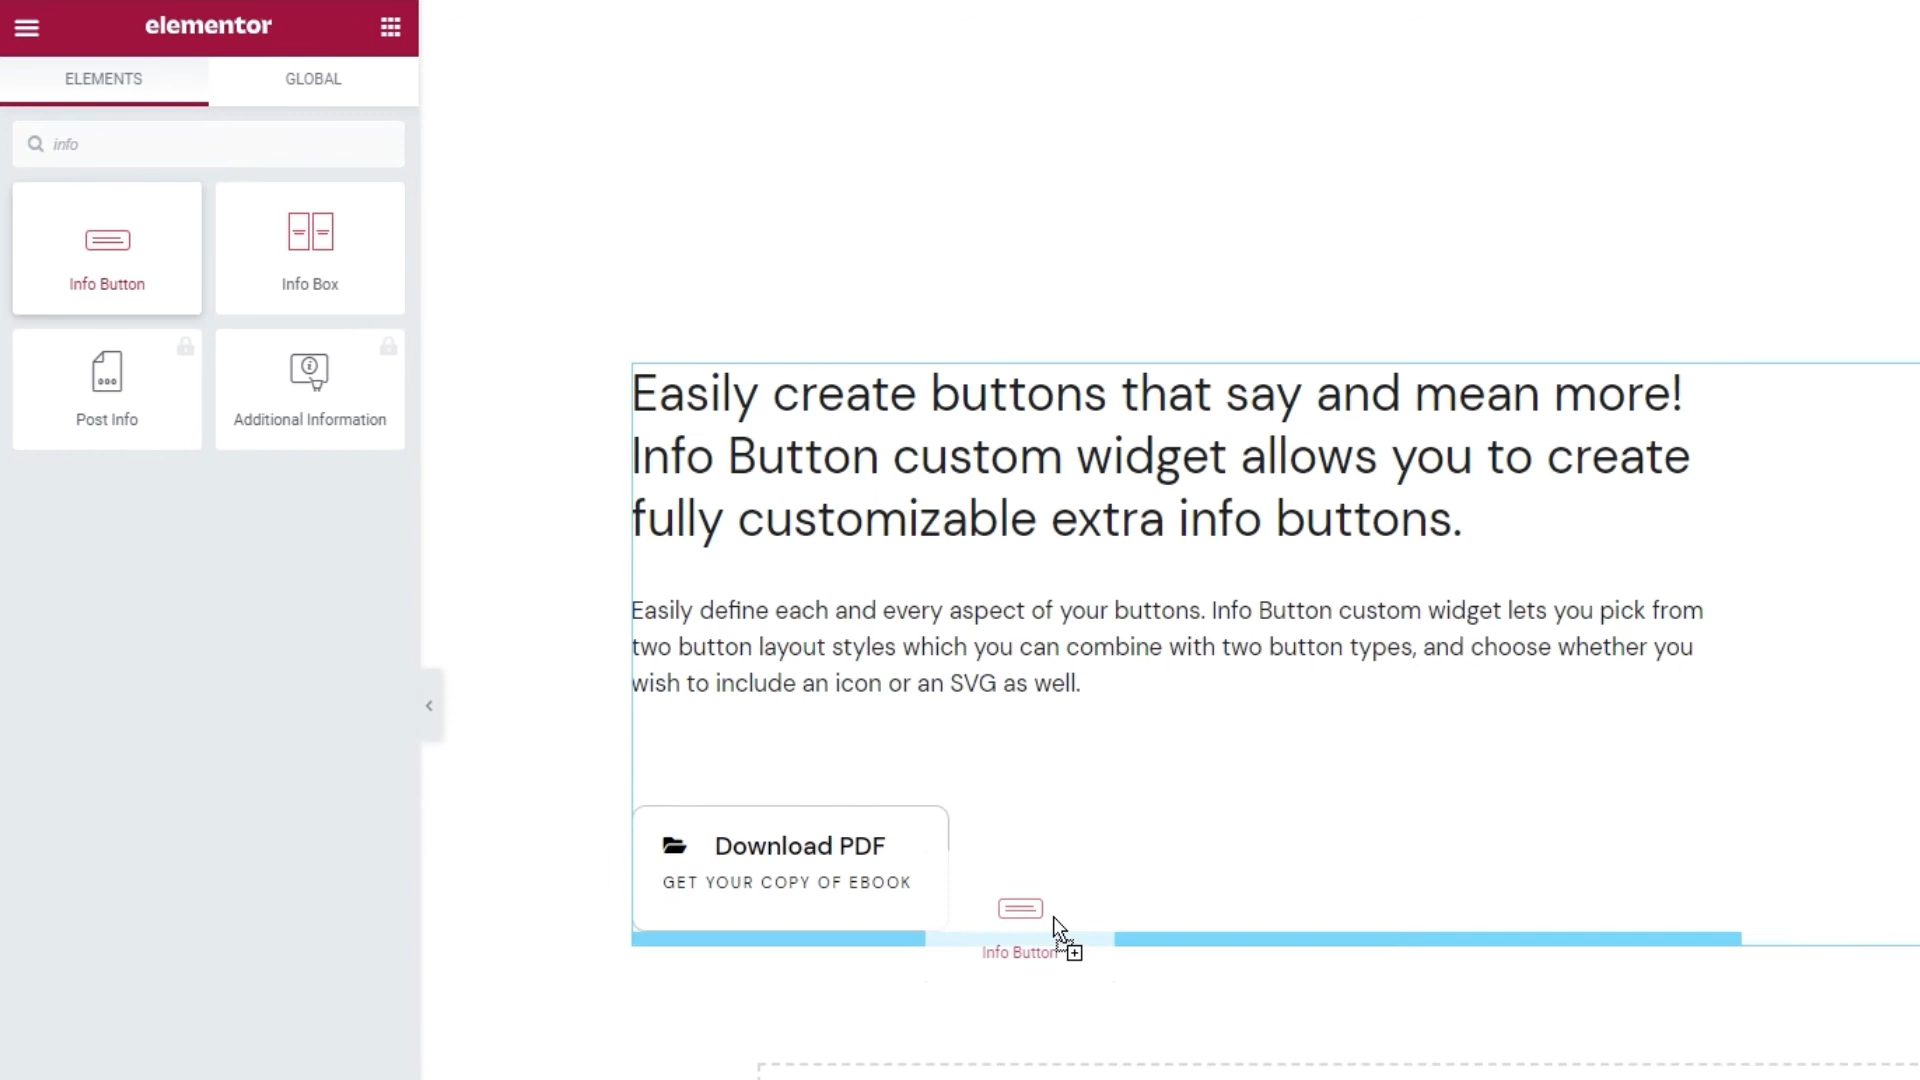 elementor
ELEMENTS
GLOBAL
info
Info Button
Info Box
Post Info
Additional Information
Easily create buttons that say and mean more!
Info Button custom widget allows you to create
fully customizable extra info buttons.
Easily define each and every aspect of your buttons. Info Button custom widget lets you pick from
two button layout styles which you can combine with two button types, and choose whether you
wish to include an icon or an SVG as well.
Download PDF
GET YOUR COPY OF EBOOK
Info Button